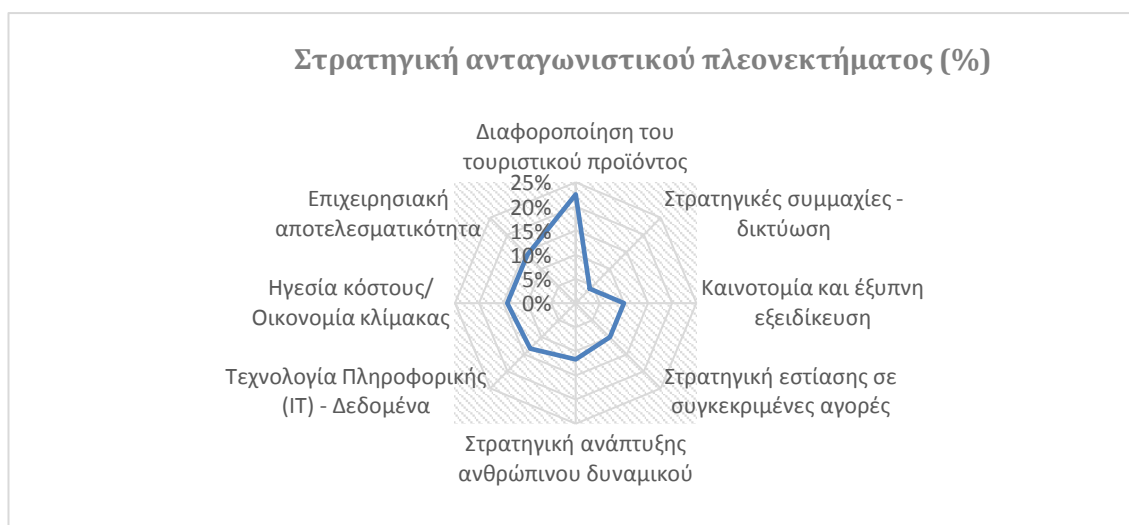 Στρατηγική ανταγωνιστικού πλεονεκτήματος (%)
Διαφοροποίηση του
τουριστικού προϊόντος
Στρατηγικές συμμαχίες -
δικτύωση
Καινοτομία και έξυπνη
εξειδίκευση
Στρατηγική εστίασης σε
συγκεκριμένες αγορές
Στρατηγική ανάπτυξης
ανθρώπινου δυναμικού
Τεχνολογία Πληροφορικής
(IT) - Δεδομένα
Ηγεσία κόστους/
Οικονομία κλίμακας
Επιχειρησιακή
αποτελεσματικότητα
25%
20%
15%
10%
5%
0%